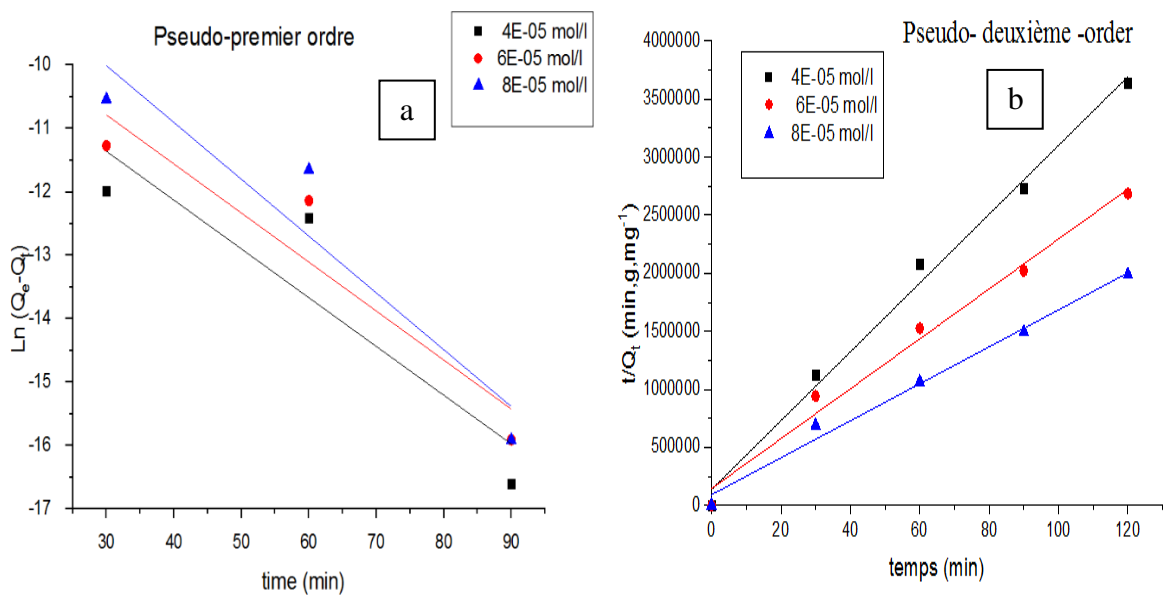 Pseudo-premier ordre
4E-05 mol/l
6E-05 mol/l
8E-05 mol/l
a
-10
-11
-12
-13
-14
-15
-16
-17
Ln (Qe-Qt)
30 40 50 60 70 80 90
time (min)
Pseudo- deuxième -order
4E-05 mol/l
6E-05 mol/l
8E-05 mol/l
b
4000000
3500000
3000000
2500000
2000000
1500000
1000000
500000
0
t/Qt (min,g,mg-1)
0 20 40 60 80 100 120
temps (min)